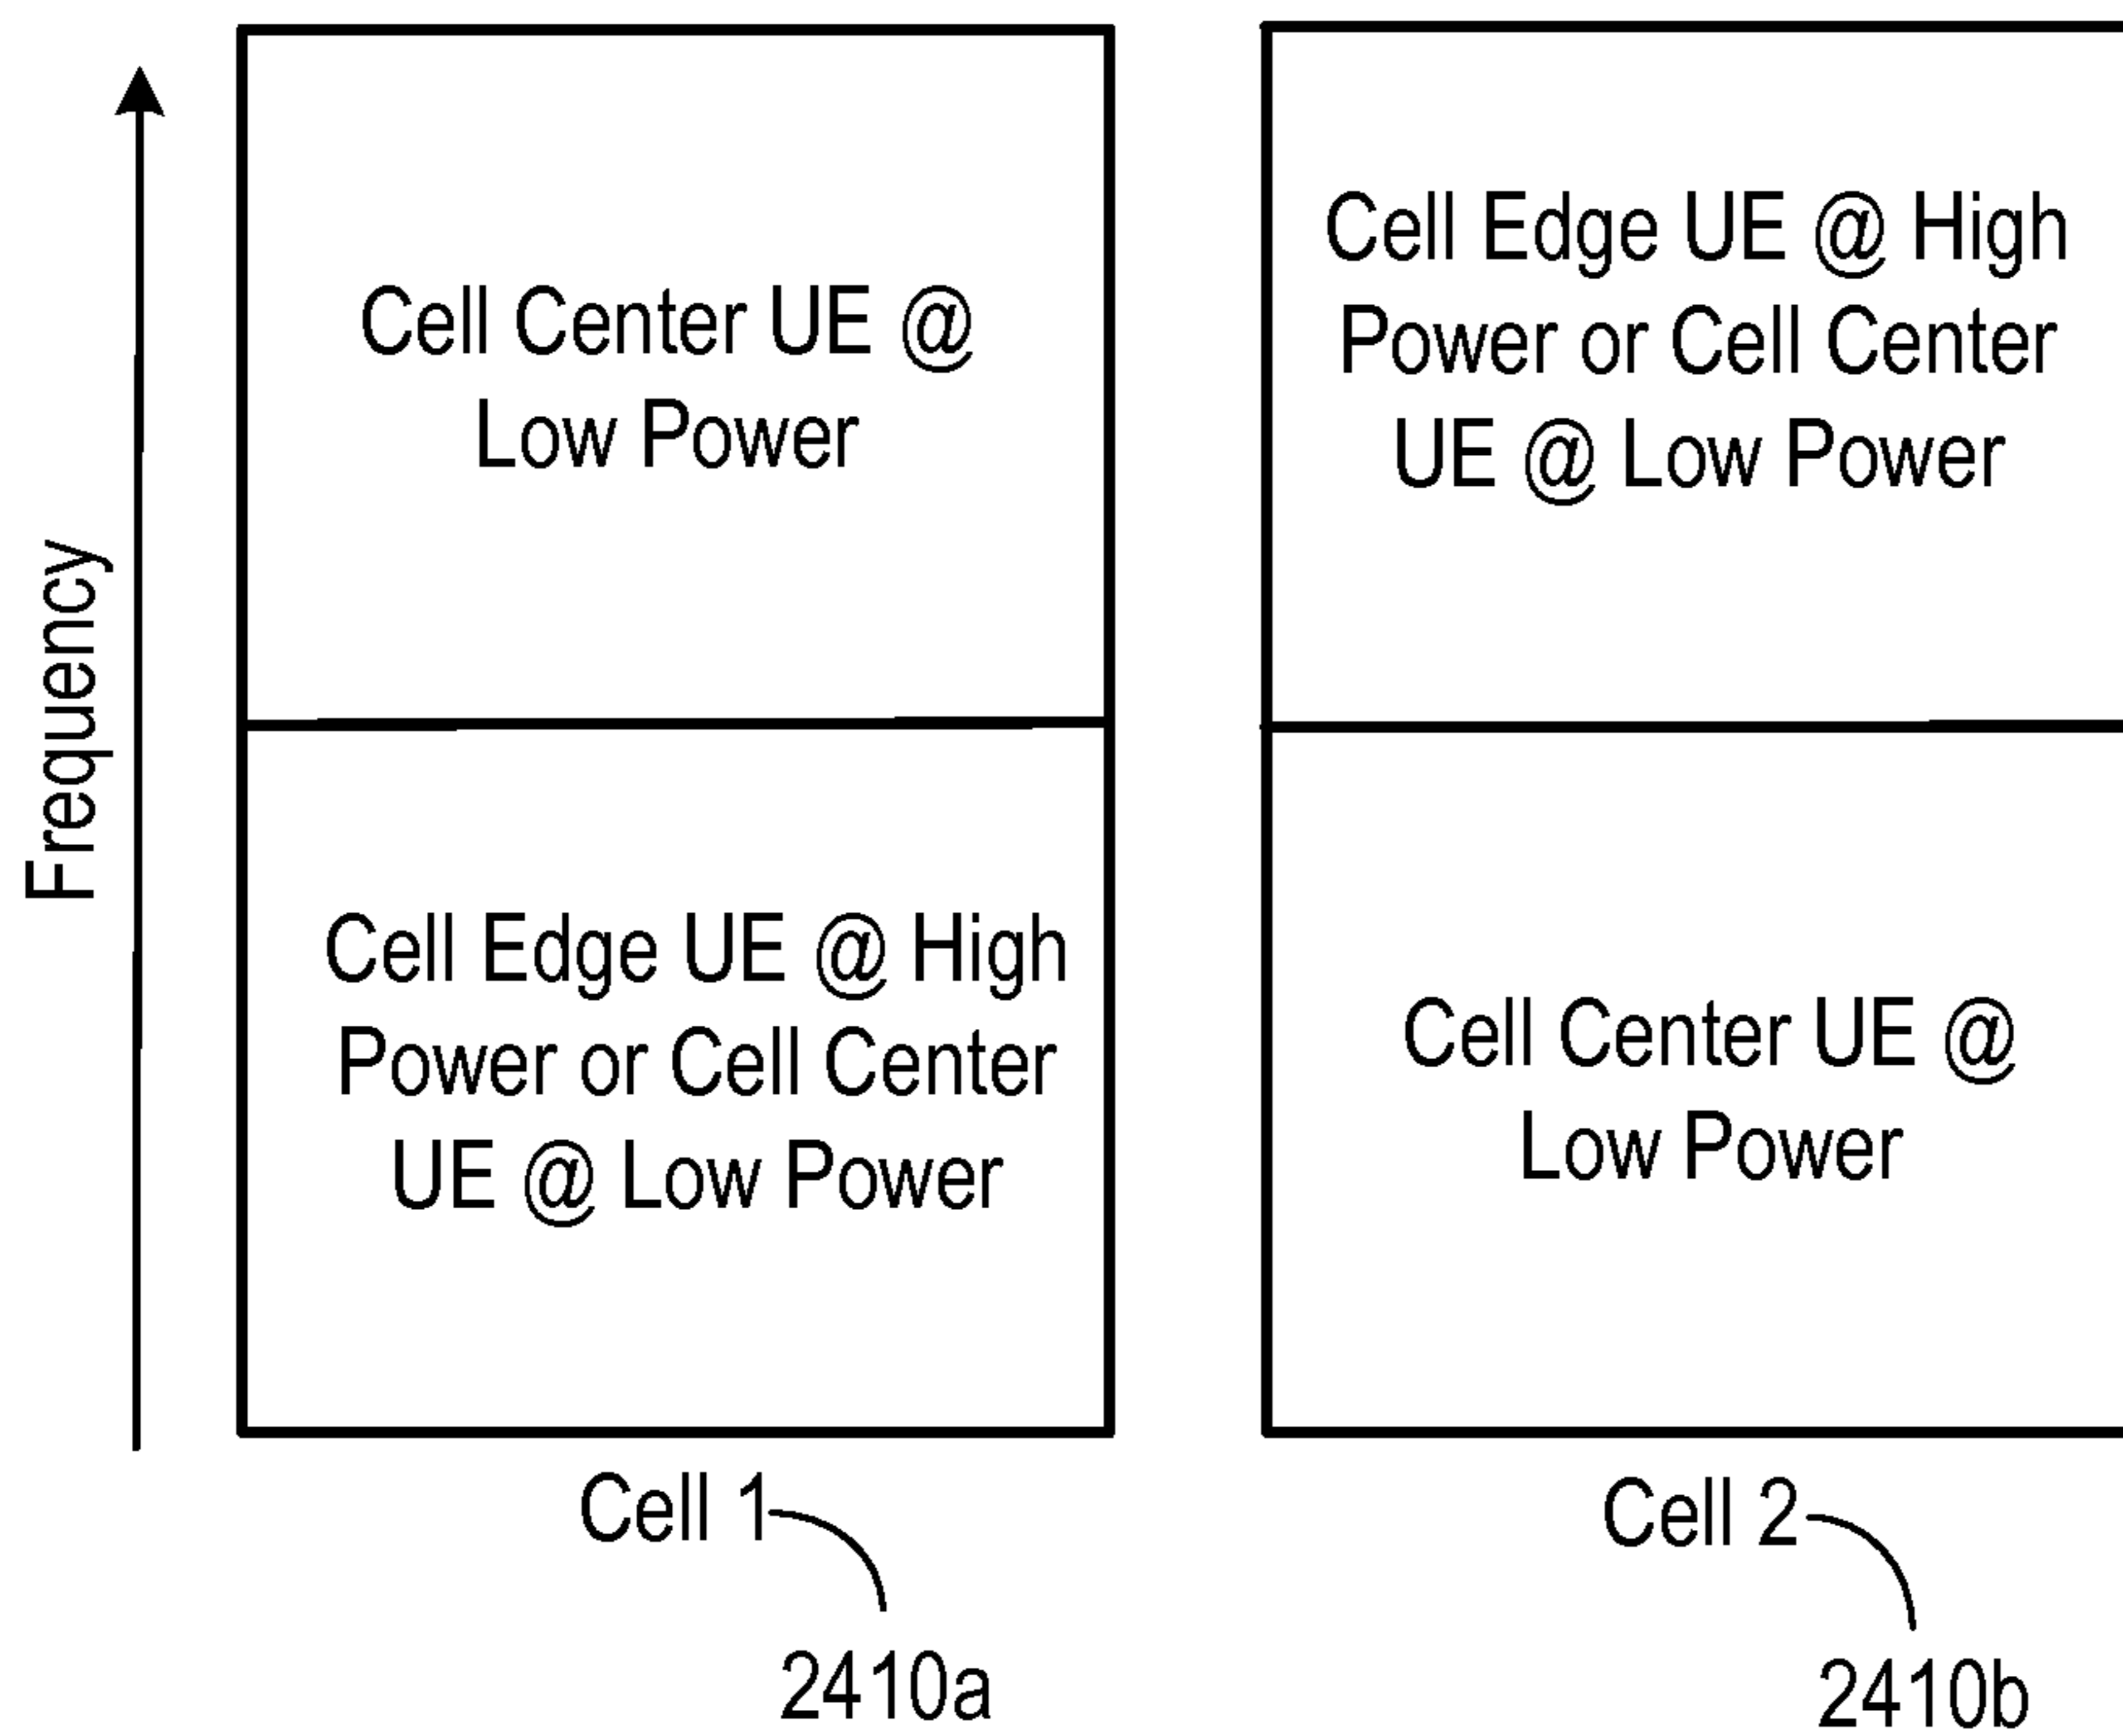 Frequency
Cell Center UE @
Low Power
Cell Edge UE @ High
Power or Cell Center
UE @ Low Power
Cell 1
2410a
Cell Edge UE @ High
Power or Cell Center
UE @ Low Power
Cell Center UE @
Low Power
Cell 2
2410b